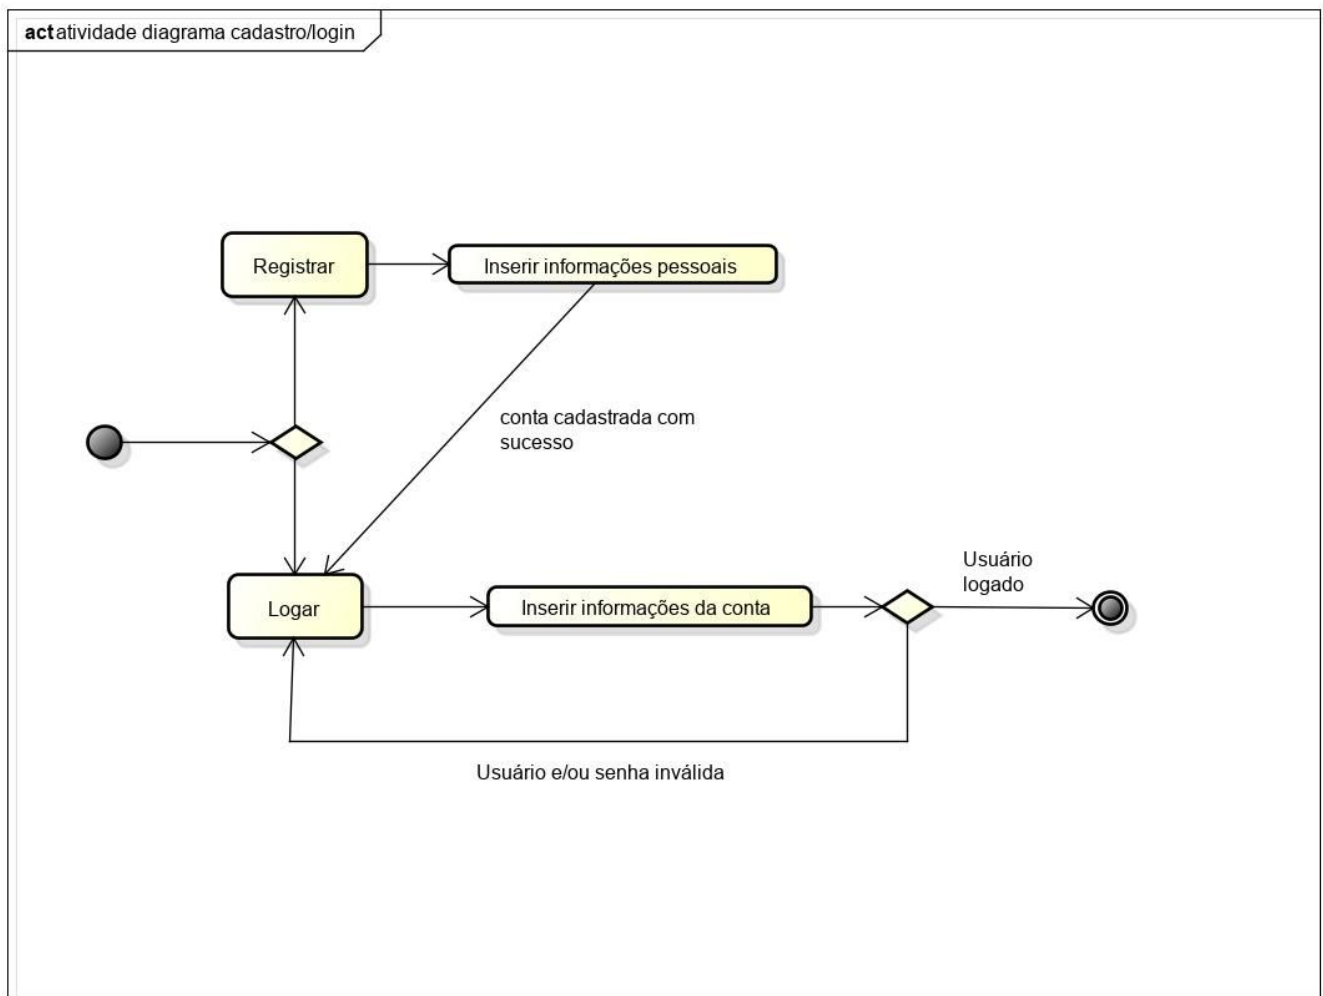 act atividade diagrama cadastro/login
Registrar
Inserir informações pessoais
conta cadastrada com
sucesso
Usuário
logado
Logar
Inserir informações da conta
Usuário e/ou senha inválida